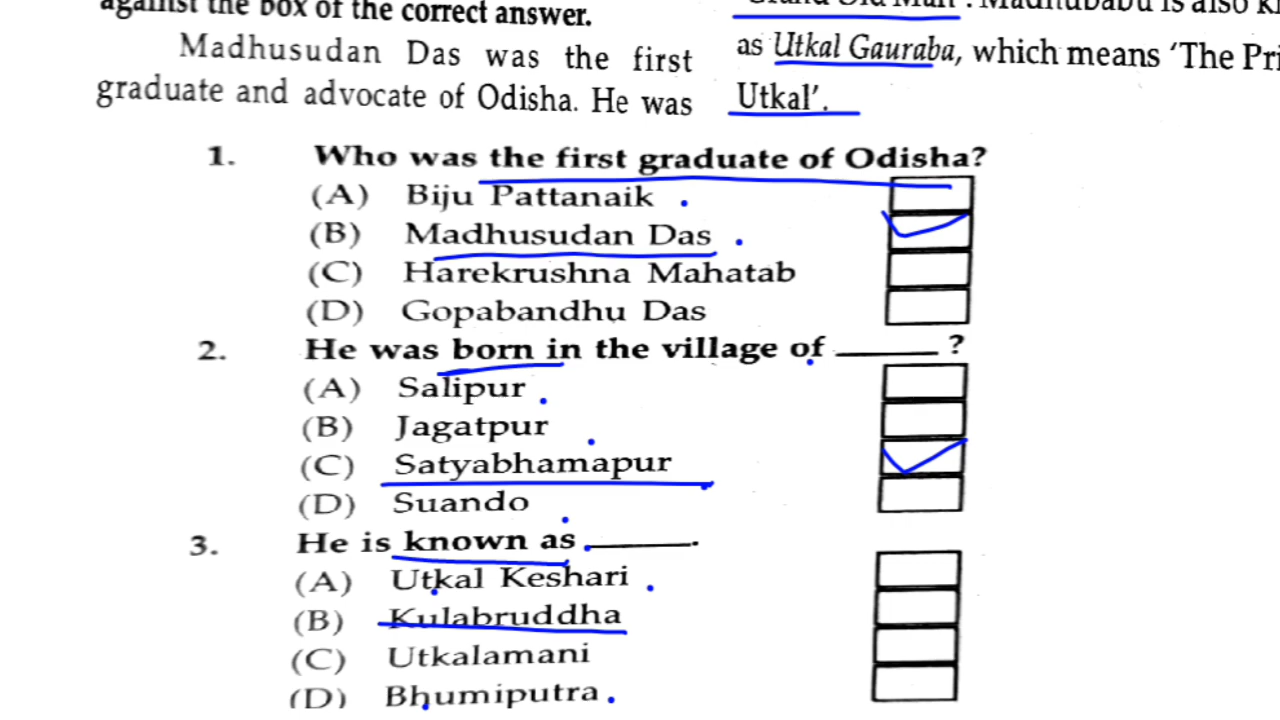 against the box of the correct answer.
Madhusudan Das was the first
graduate and advocate of Odisha. He was
as Utkal Gauraba, which means 'The Pri
Utkal'.
1. Who was the first graduate of Odisha?
(A) Biju Pattanaik
(B) Madhusudan Das
(C) Harekrushna Mahatab
(D) Gopabandhu Das
2. He was born in the village of ______ ?
(A) Salipur
(B) Jagatpur
(C) Satyabhamapur
(D) Suando
3. He is known as ______.
(A) Utkal Keshari
(B) Kulabruddha
(C) Utkalamani
(D) Bhumiputra